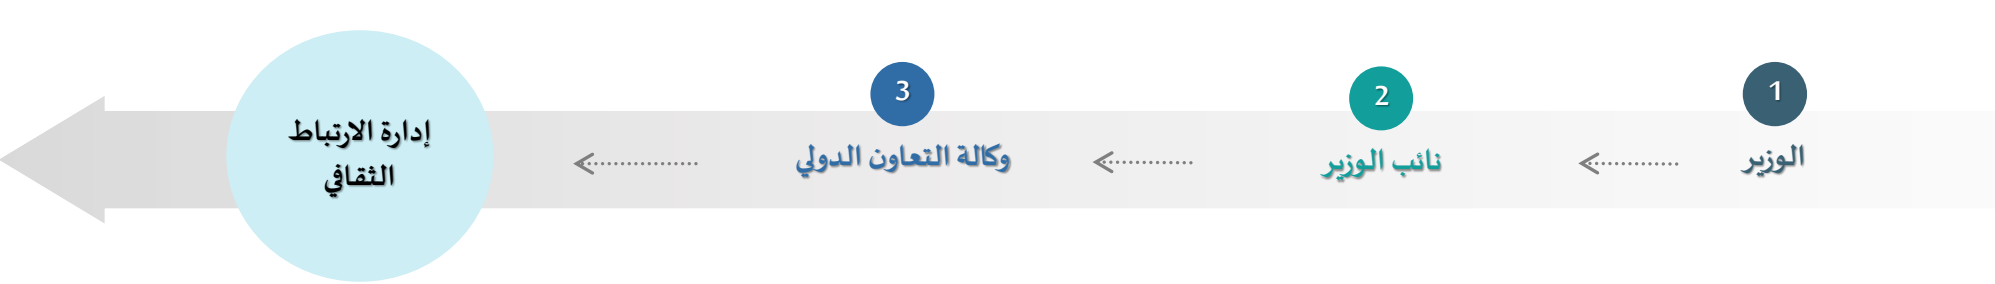 1
الوزير
2
نائب الوزير
3
وكالة التعاون الدولي
إدارة الارتباط
الثقافي